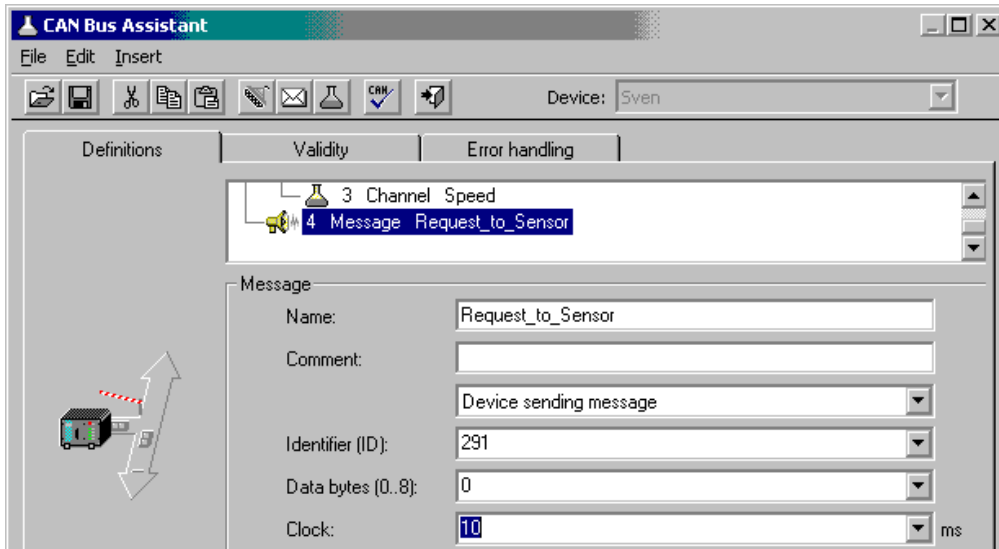 CAN Bus Assistant
File Edit Insert
CAN Device: Sven
Definitions Validity Error handling
3 Channel Speed
4 Message Request_to_Sensor
Message
Name: Request_to_Sensor
Comment:
Device sending message
Identifier (ID): 291
Data bytes (0..8): 0
Clock: 10 ms